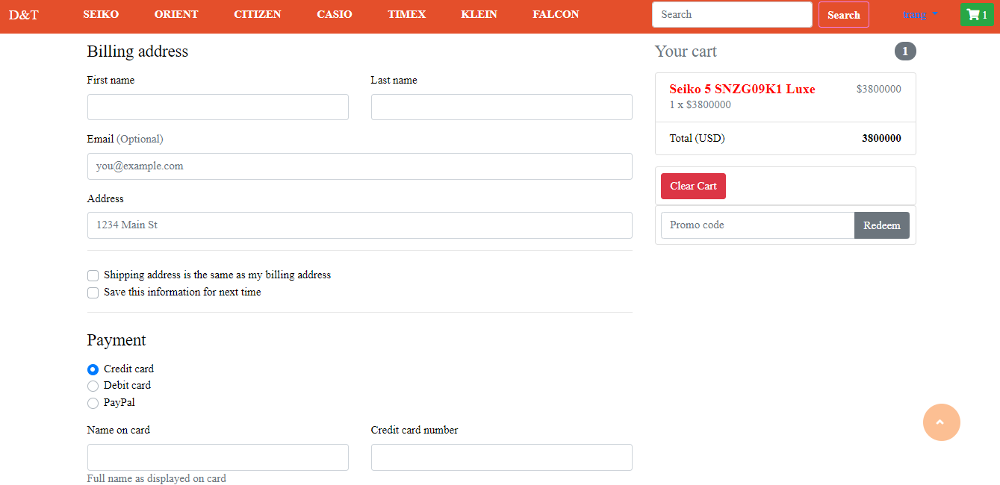 D&T SEIKO ORIENT CITIZEN CASIO TIMEX KLEIN FALCON Search Search trang 1
Billing address
First name Last name
Email (Optional)
you@example.com
Address
1234 Main St
Shipping address is the same as my billing address
Save this information for next time
Payment
Credit card
Debit card
PayPal
Name on card Credit card number
Full name as displayed on card
Your cart 1
Seiko 5 SNZG09K1 Luxe $3800000
1 x $3800000
Total (USD) 3800000
Clear Cart
Promo code Redeem